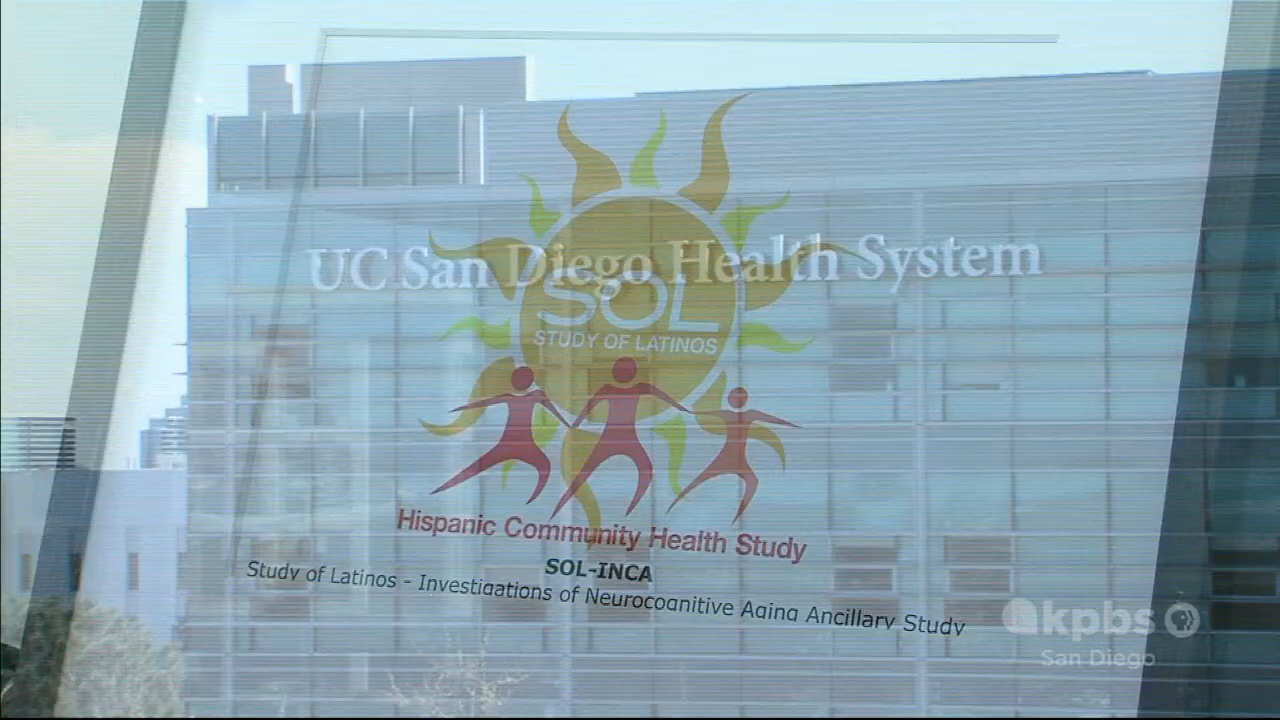 UC San Diego Health System
SOL
STUDY OF LATINOS
Hispanic Community Health Study
SOL-INCA
Study of Latinos - Investigations of Neurocognitive Aging Ancillary Study
kpbs
San Diego